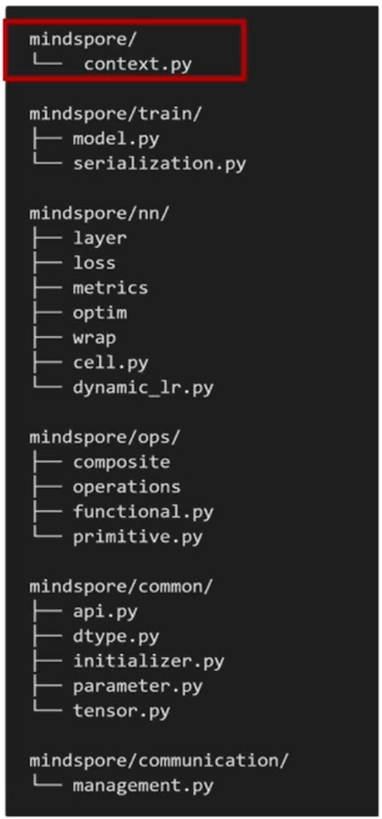 mindspore/
└── context.py
mindspore/train/
├── model.py
└── serialization.py
mindspore/nn/
├── layer
├── loss
├── metrics
├── optim
├── wrap
├── cell.py
└── dynamic_lr.py
mindspore/ops/
├── composite
├── operations
├── functional.py
└── primitive.py
mindspore/common/
├── api.py
├── dtype.py
├── initializer.py
├── parameter.py
└── tensor.py
mindspore/communication/
└── management.py